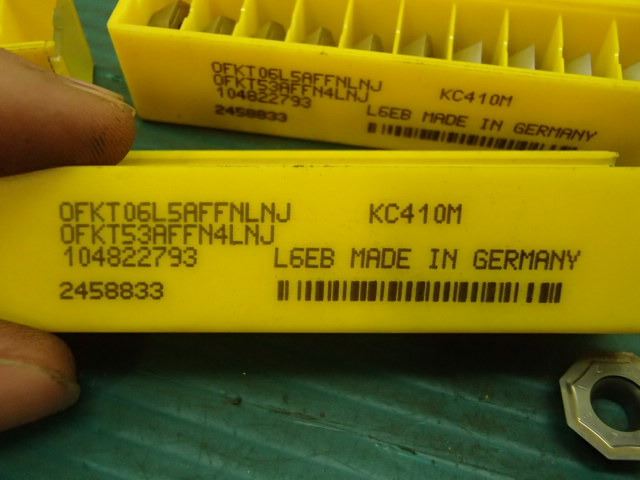 OFKT06L5AFFNLNJ KC410M
OFKT53AFFN4LNJ
104822793 L6EB MADE IN GERMANY
2458833
OFKT06L5AFFNLNJ KC410M
OFKT53AFFN4LNJ
104822793 L6EB MADE IN GERMANY
2458833